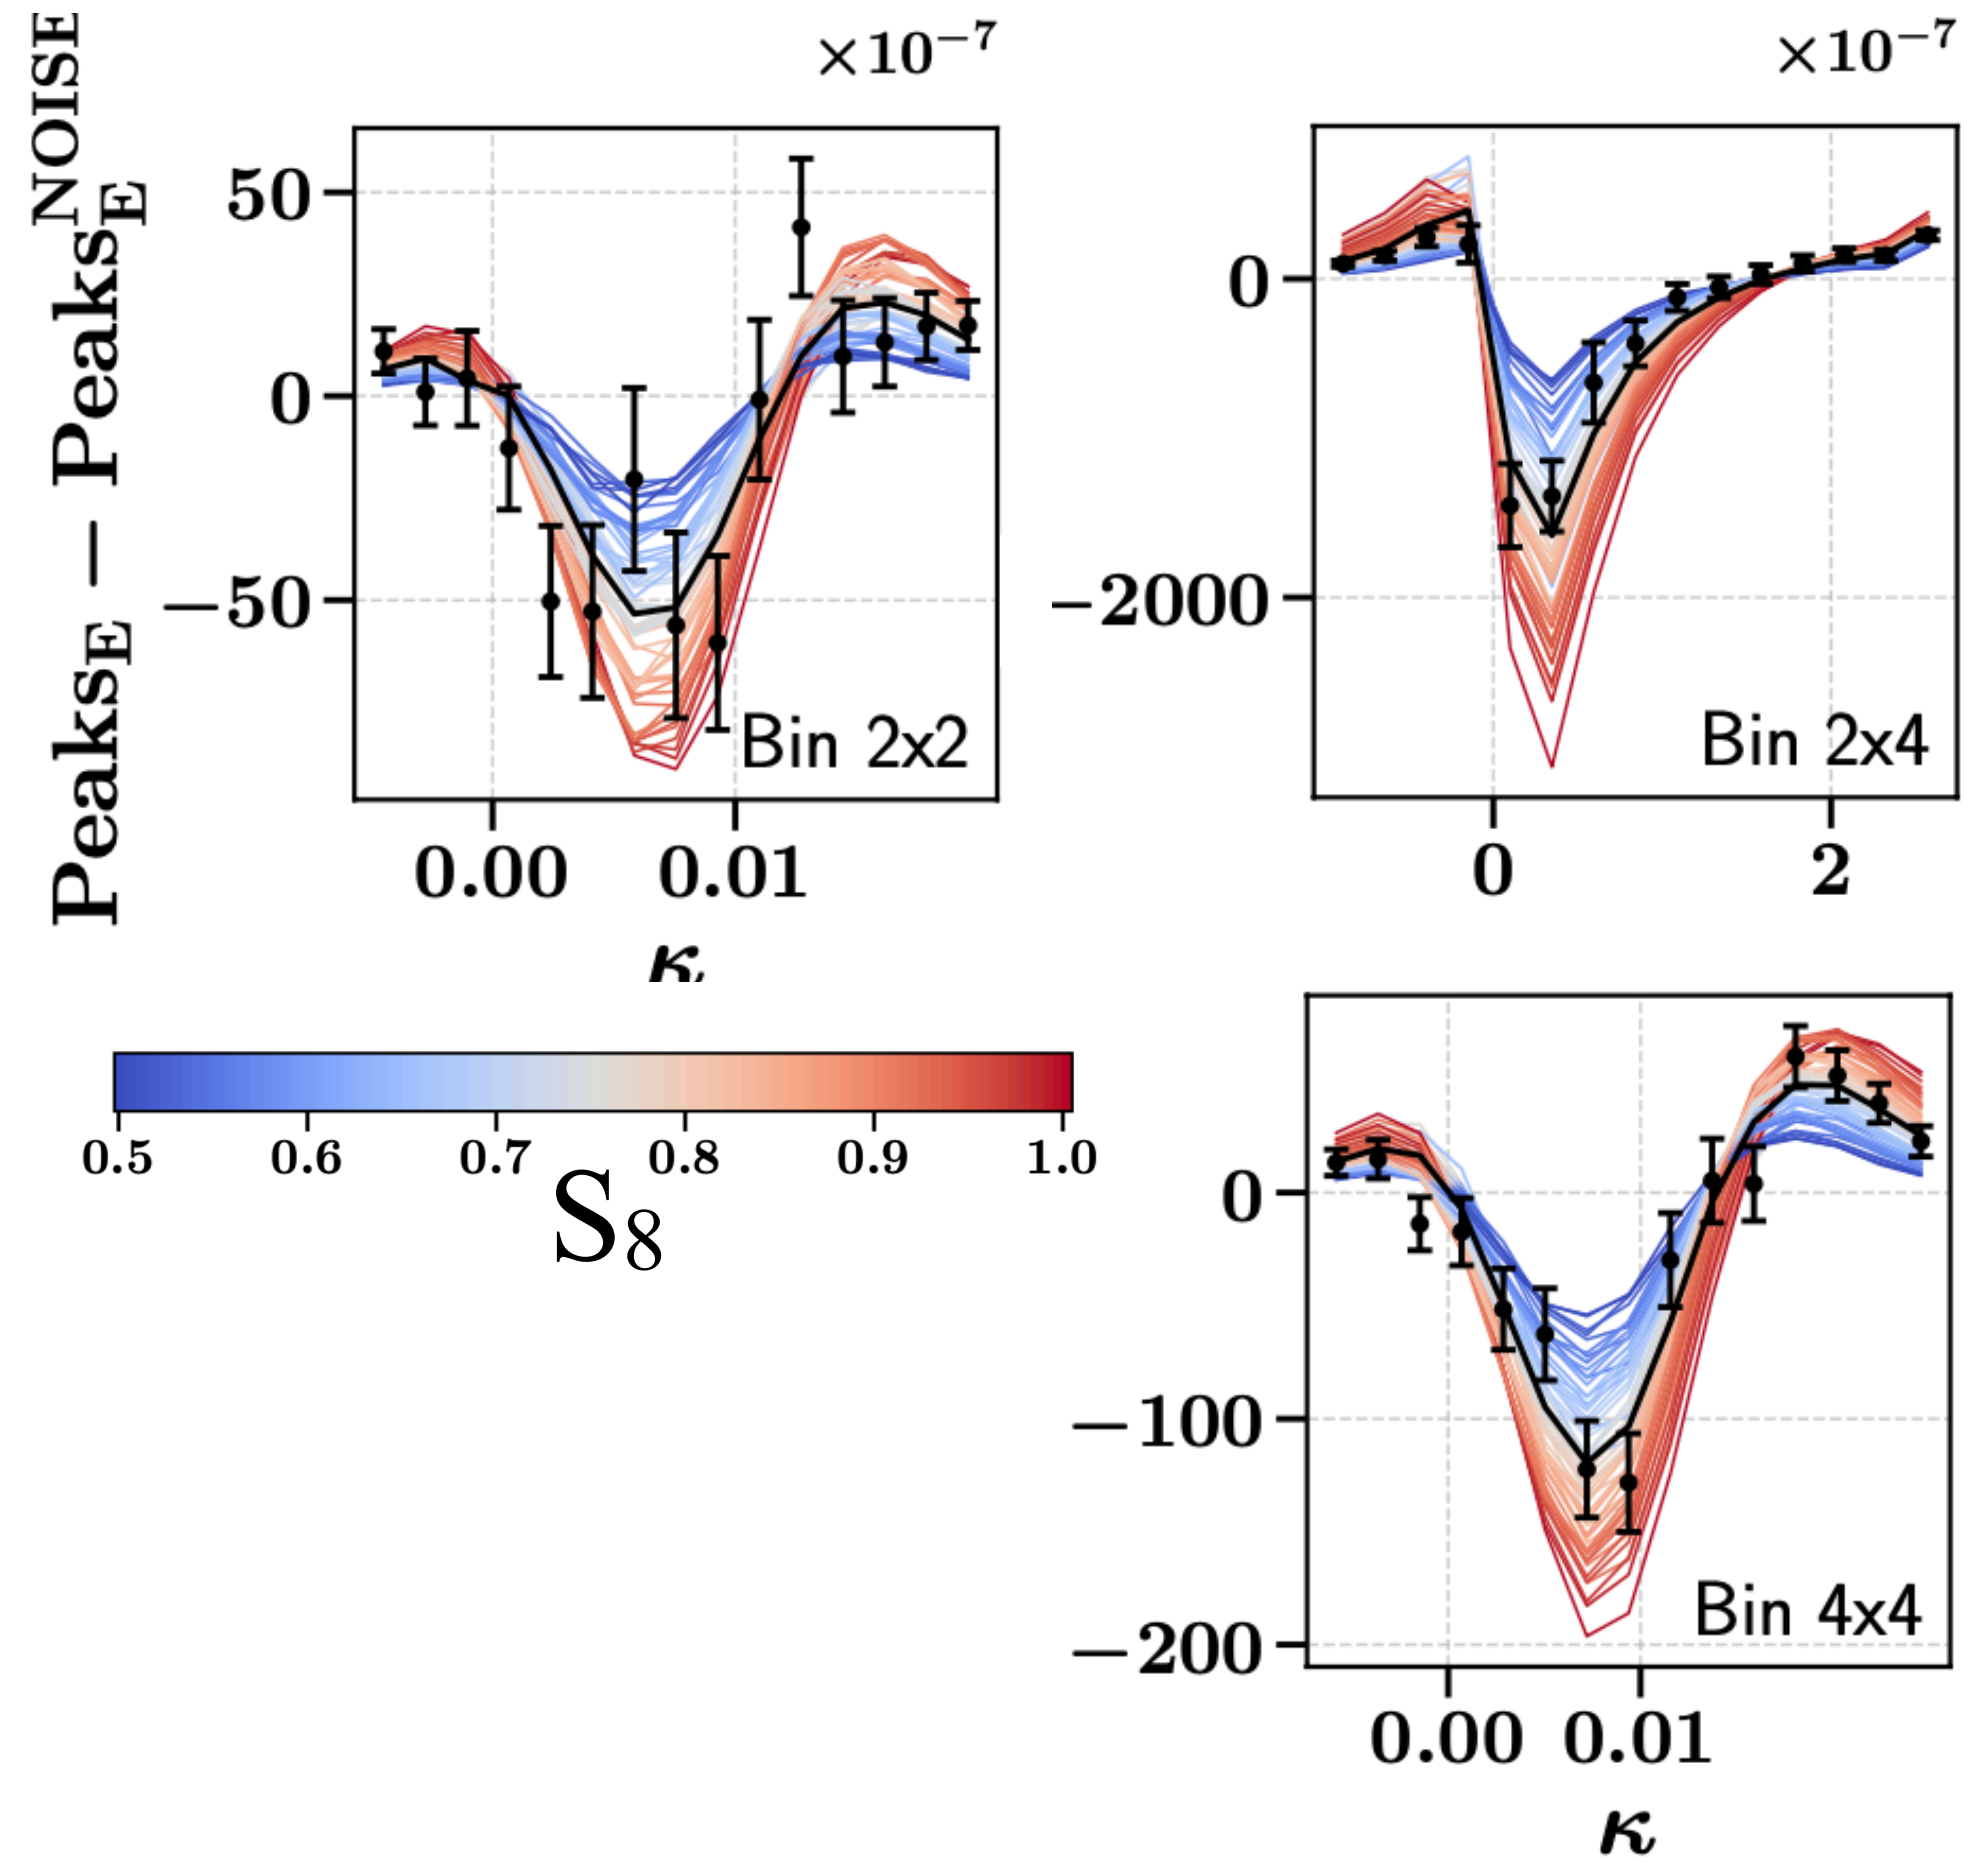 Peaks_E − Peaks_E^NOISE
×10⁻⁷
50
0
−50
Bin 2x2
0.00 0.01
κ
×10⁻⁷
0
−2000
Bin 2x4
0 2
0.5 0.6 0.7 0.8 0.9 1.0
S₈
0
−100
−200
Bin 4x4
0.00 0.01
κ